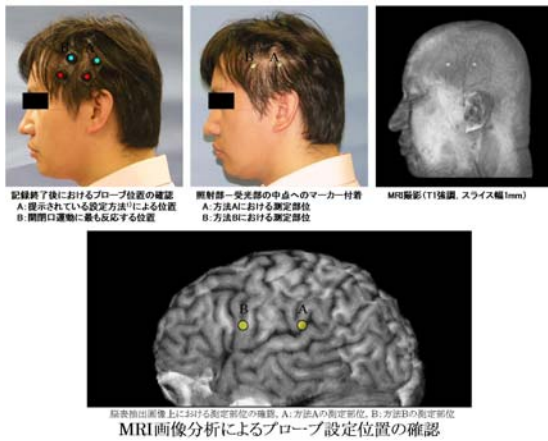 B A
B A
記録終了後におけるプローブ位置の確認
A:提示されている設定方法¹⁾による位置
B:開閉口運動に最も反応する位置
照射部ー受光部の中点へのマーカー付着
A:方法Aにおける測定部位
B:方法Bにおける測定部位
MRI撮影(T1強調、スライス幅1mm)
B A
脳表抽出画像上における測定部位の確認、A:方法Aの測定部位、B:方法Bの測定部位
MRI画像分析によるプローブ設定位置の確認